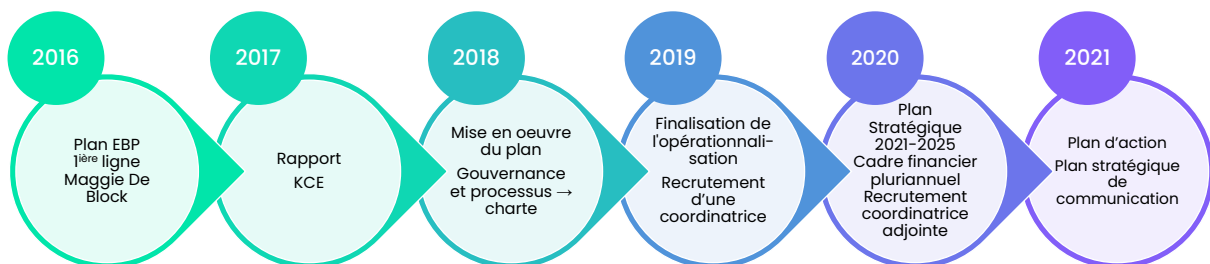 2016
Plan EBP
1ière ligne
Maggie De
Block
2017
Rapport
KCE
2018
Mise en oeuvre
du plan
Gouvernance
et processus →
charte
2019
Finalisation de
l'opérationnali-
sation
Recrutement
d’une
coordinatrice
2020
Plan
Stratégique
2021-2025
Cadre financier
pluriannuel
Recrutement
coordinatrice
adjointe
2021
Plan d’action
Plan stratégique
de
communication